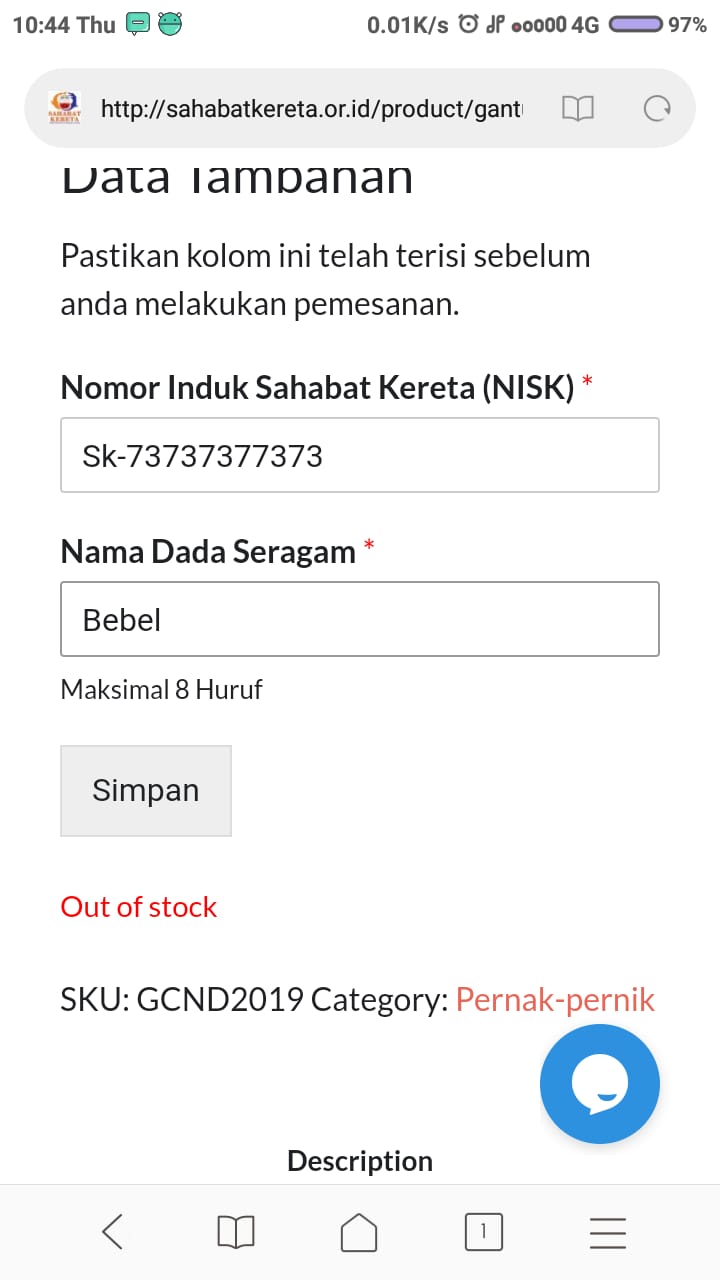 10:44 Thu 0.01K/s 4G 97%
SAHABAT
KERETA
http://sahabatkereta.or.id/product/gant
Data Tambahan
Pastikan kolom ini telah terisi sebelum
anda melakukan pemesanan.
Nomor Induk Sahabat Kereta (NISK) *
Sk-73737377373
Nama Dada Seragam *
Bebel
Maksimal 8 Huruf
Simpan
Out of stock
SKU: GCND2019 Category: Pernak-pernik
Description
1